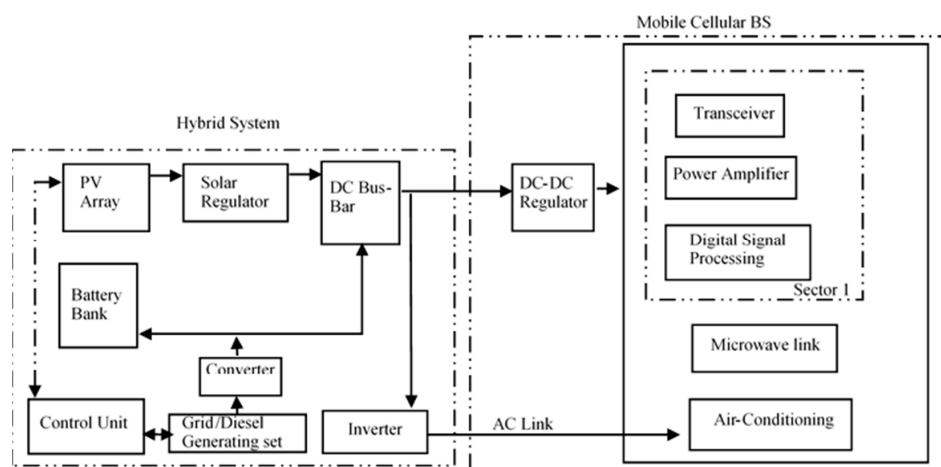 Mobile Cellular BS
Hybrid System
PV
Array
Solar
Regulator
DC Bus-
Bar
DC-DC
Regulator
Transceiver
Power Amplifier
Digital Signal
Processing
Sector 1
Battery
Bank
Converter
Microwave link
Control Unit
Grid/Diesel
Generating set
Inverter
AC Link
Air-Conditioning